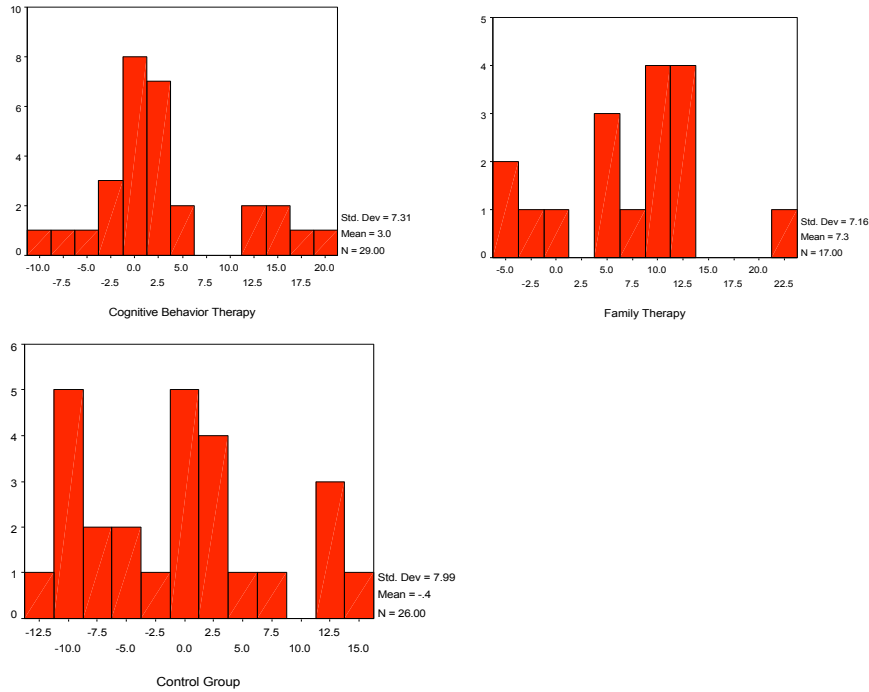 10
8
6
4
2
0
Std. Dev = 7.31
Mean = 3.0
N = 29.00
-10.0 -5.0 0.0 5.0 10.0 15.0 20.0
-7.5 -2.5 2.5 7.5 12.5 17.5
Cognitive Behavior Therapy
5
4
3
2
1
0
Std. Dev = 7.16
Mean = 7.3
N = 17.00
-5.0 0.0 5.0 10.0 15.0 20.0
-2.5 2.5 7.5 12.5 17.5 22.5
Family Therapy
6
5
4
3
2
1
0
Std. Dev = 7.99
Mean = -.4
N = 26.00
-12.5 -7.5 -2.5 2.5 7.5 12.5
-10.0 -5.0 0.0 5.0 10.0 15.0
Control Group